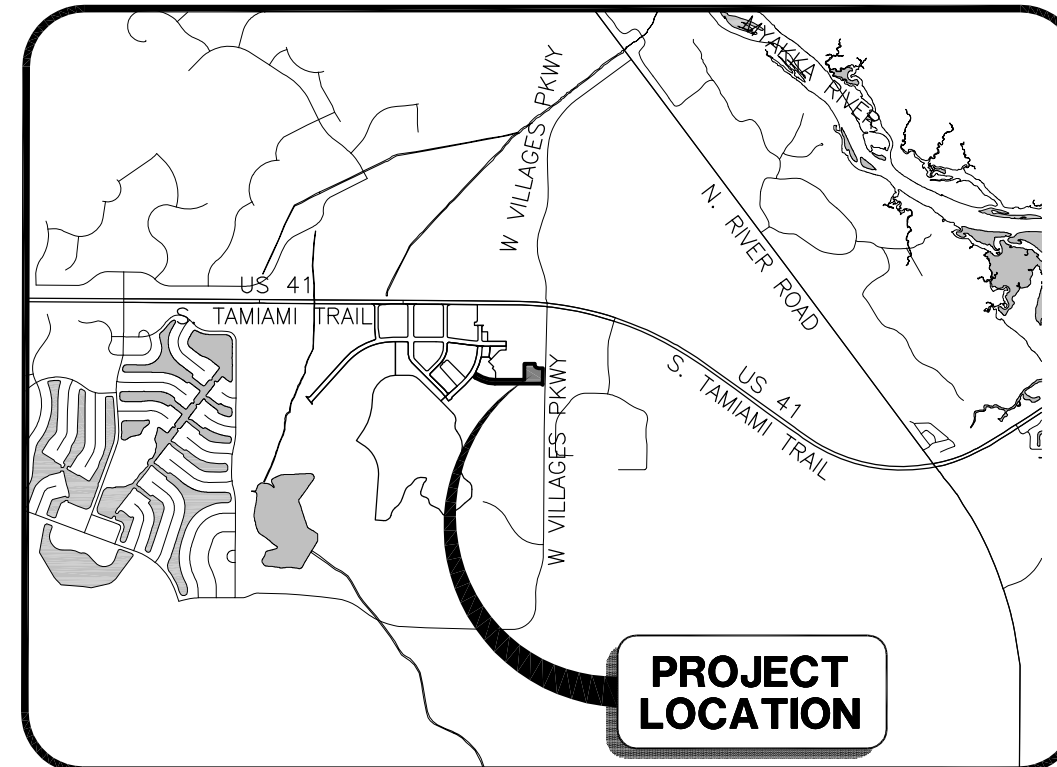 MYAKKA RIVER
W VILLAGES PKWY
N. RIVER ROAD
US 41
S. TAMIAMI TRAIL
US 41
S. TAMIAMI TRAIL
W VILLAGES PKWY
PROJECT
LOCATION